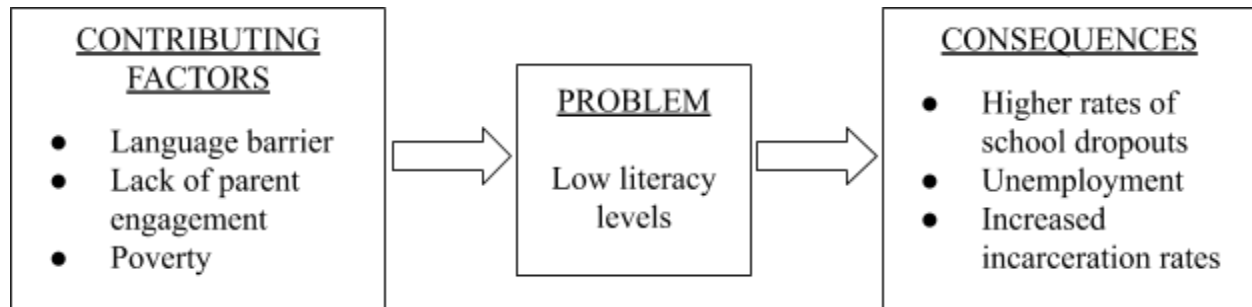 CONTRIBUTING
FACTORS
● Language barrier
● Lack of parent
engagement
● Poverty
PROBLEM
Low literacy
levels
CONSEQUENCES
● Higher rates of
school dropouts
● Unemployment
● Increased
incarceration rates